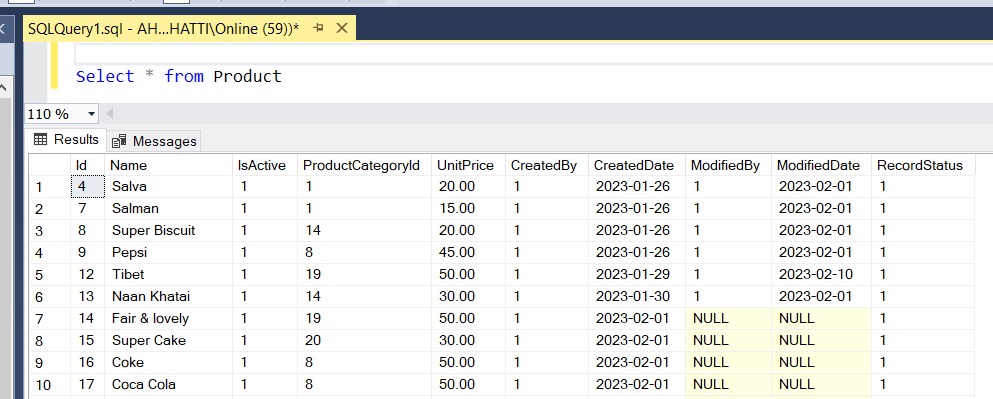 SQLQuery1.sql - AH...HATTI\Online (59))*
Select * from Product
110 %
Results Messages
Id Name IsActive ProductCategoryId UnitPrice CreatedBy CreatedDate ModifiedBy ModifiedDate RecordStatus
1 4 Salva 1 1 20.00 1 2023-01-26 1 2023-02-01 1
2 7 Salman 1 1 15.00 1 2023-01-26 1 2023-02-01 1
3 8 Super Biscuit 1 14 20.00 1 2023-01-26 1 2023-02-01 1
4 9 Pepsi 1 8 45.00 1 2023-01-26 1 2023-02-01 1
5 12 Tibet 1 19 50.00 1 2023-01-29 1 2023-02-10 1
6 13 Naan Khatai 1 14 30.00 1 2023-01-30 1 2023-02-01 1
7 14 Fair & lovely 1 19 50.00 1 2023-02-01 NULL NULL 1
8 15 Super Cake 1 20 30.00 1 2023-02-01 NULL NULL 1
9 16 Coke 1 8 50.00 1 2023-02-01 NULL NULL 1
10 17 Coca Cola 1 8 50.00 1 2023-02-01 NULL NULL 1